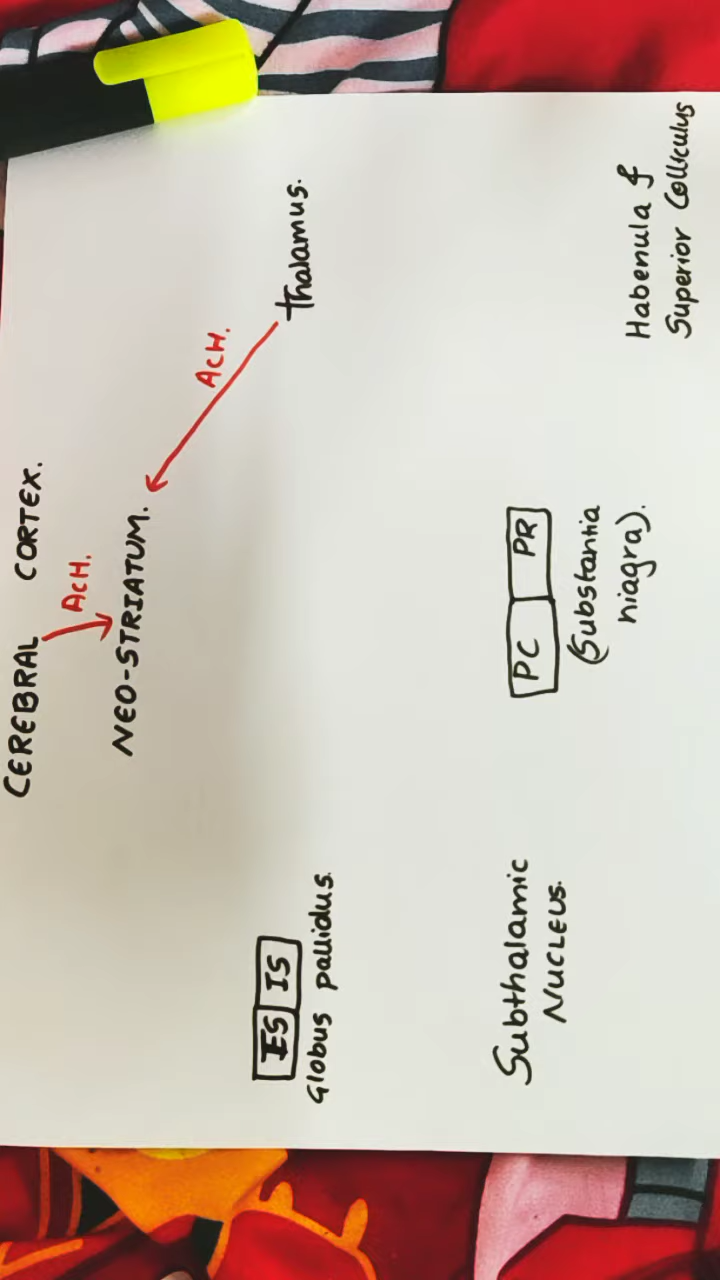 CEREBRAL CORTEX.
AcH.
NEO-STRIATUM.
AcH.
thalamus.
ES IS
Globus pallidus.
Subthalamic
NUCLEUS.
PC PR
(Substantia
niagra).
Habenula &
Superior Colliculus